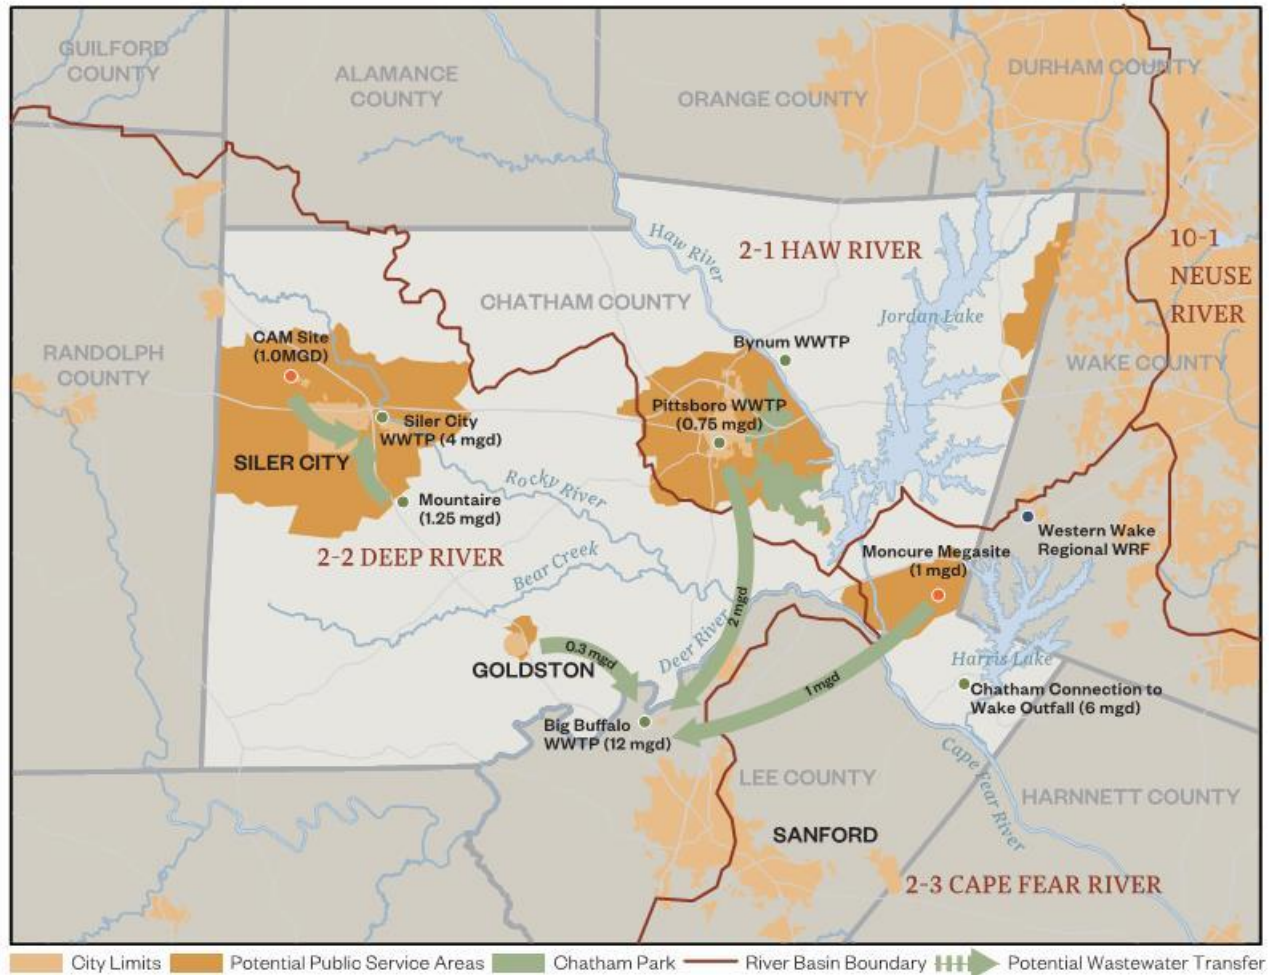 GUILFORD
COUNTY
ALAMANCE
COUNTY
ORANGE COUNTY
DURHAM COUNTY
Haw River
2-1 HAW RIVER
10-1
NEUSE
RIVER
CHATHAM COUNTY
Jordan Lake
CAM Site
(1.0MGD)
Bynum WWTP
RANDOLPH
COUNTY
WAKE COUNTY
Pittsboro WWTP
(0.75 mgd)
Siler City
WWTP (4 mgd)
SILER CITY
Rocky River
Mountaire
(1.25 mgd)
Western Wake
Regional WRF
2-2 DEEP RIVER
Bear Creek
Moncure Megasite
(1 mgd)
2 mgd
Deer River
0.3 mgd
GOLDSTON
Harris Lake
1 mgd
Chatham Connection to
Wake Outfall (6 mgd)
Big Buffalo
WWTP (12 mgd)
Cape Fear River
LEE COUNTY
HARNNETT COUNTY
SANFORD
2-3 CAPE FEAR RIVER
City Limits
Potential Public Service Areas
Chatham Park
River Basin Boundary
Potential Wastewater Transfer